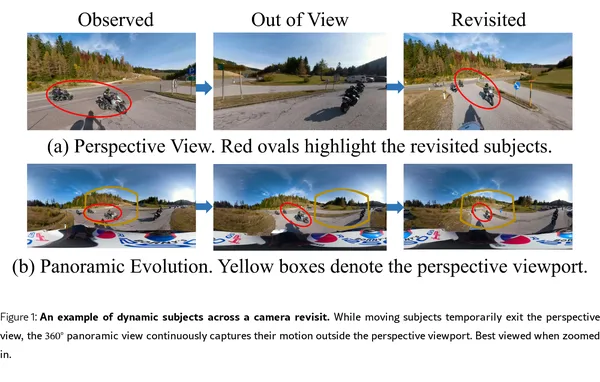 Observed Out of View Revisited
(a) Perspective View. Red ovals highlight the revisited subjects.
(b) Panoramic Evolution. Yellow boxes denote the perspective viewport.
Figure 1: An example of dynamic subjects across a camera revisit. While moving subjects temporarily exit the perspective
view, the 360° panoramic view continuously captures their motion outside the perspective viewport. Best viewed when zoomed
in.